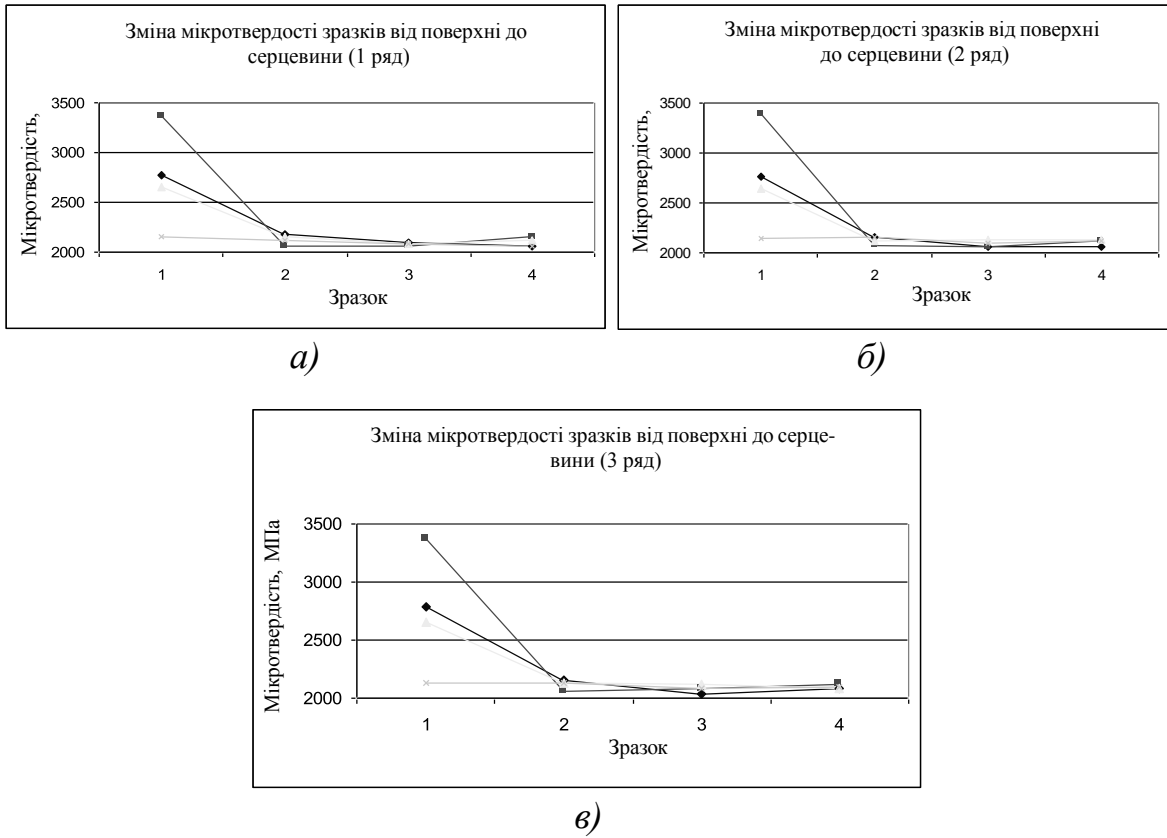 Зміна мікротвердості зразків від поверхні до
серцевини (1 ряд)
Мікротвердість,
3500
3000
2500
2000
1 2 3 4
Зразок
а)
Зміна мікротвердості зразків від поверхні
до серцевини (2 ряд)
Мікротвердість,
3500
3000
2500
2000
1 2 3 4
Зразок
б)
Зміна мікротвердості зразків від поверхні до серце-
вини (3 ряд)
Мікротвердість, МПа
3500
3000
2500
2000
1 2 3 4
Зразок
в)